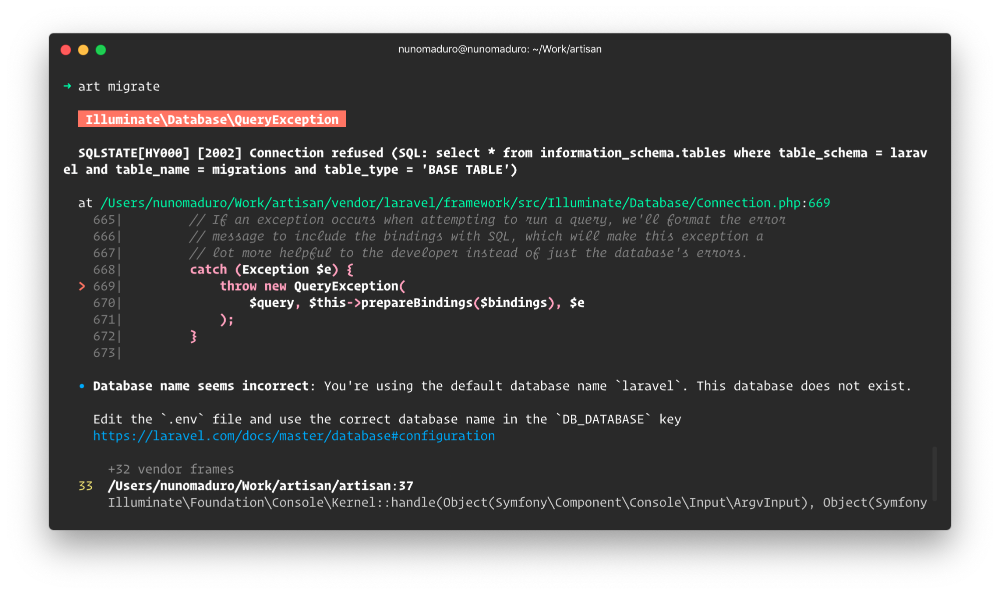 nunomaduro@nunomaduro: ~/Work/artisan
➜ art migrate
Illuminate\Database\QueryException
SQLSTATE[HY000] [2002] Connection refused (SQL: select * from information_schema.tables where table_schema = larav
el and table_name = migrations and table_type = 'BASE TABLE')
at /Users/nunomaduro/Work/artisan/vendor/laravel/framework/src/Illuminate/Database/Connection.php:669
665|         // If an exception occurs when attempting to run a query, we'll format the error
666|         // message to include the bindings with SQL, which will make this exception a
667|         // lot more helpful to the developer instead of just the database's errors.
668|         catch (Exception $e) {
> 669|             throw new QueryException(
670|                 $query, $this->prepareBindings($bindings), $e
671|             );
672|         }
673|
• Database name seems incorrect: You're using the default database name `laravel`. This database does not exist.
Edit the `.env` file and use the correct database name in the `DB_DATABASE` key
https://laravel.com/docs/master/database#configuration
+32 vendor frames
33  /Users/nunomaduro/Work/artisan/artisan:37
Illuminate\Foundation\Console\Kernel::handle(Object(Symfony\Component\Console\Input\ArgvInput), Object(Symfony